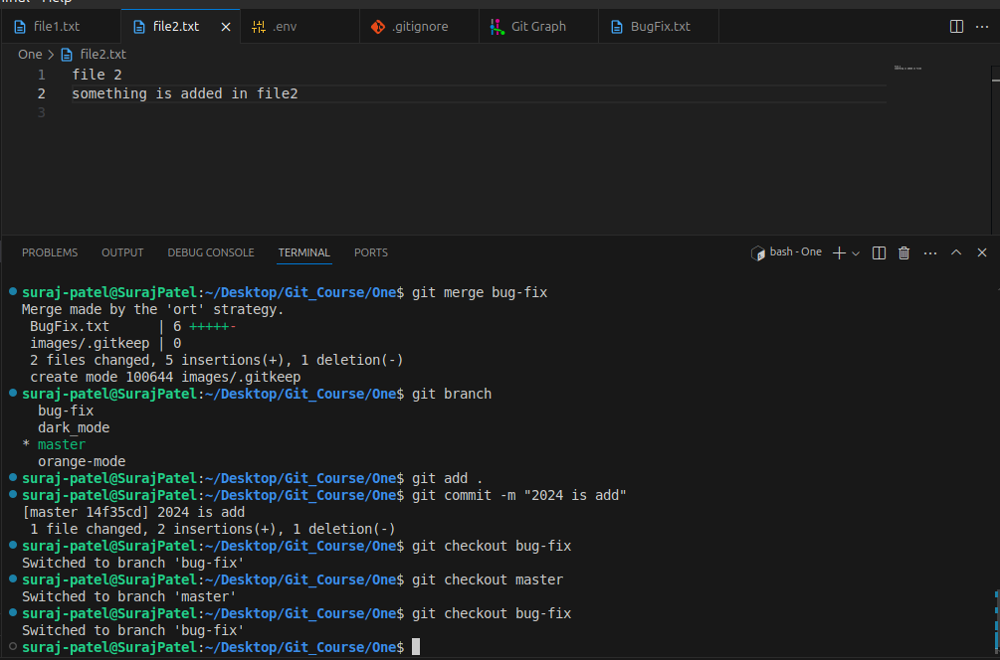 file1.txt file2.txt .env .gitignore Git Graph BugFix.txt
One > file2.txt
1 file 2
2 something is added in file2
3
PROBLEMS OUTPUT DEBUG CONSOLE TERMINAL PORTS bash - One
suraj-patel@SurajPatel:~/Desktop/Git_Course/One$ git merge bug-fix
Merge made by the 'ort' strategy.
 BugFix.txt      | 6 +++++-
 images/.gitkeep | 0
 2 files changed, 5 insertions(+), 1 deletion(-)
 create mode 100644 images/.gitkeep
suraj-patel@SurajPatel:~/Desktop/Git_Course/One$ git branch
  bug-fix
  dark_mode
* master
  orange-mode
suraj-patel@SurajPatel:~/Desktop/Git_Course/One$ git add .
suraj-patel@SurajPatel:~/Desktop/Git_Course/One$ git commit -m "2024 is add"
[master 14f35cd] 2024 is add
 1 file changed, 2 insertions(+), 1 deletion(-)
suraj-patel@SurajPatel:~/Desktop/Git_Course/One$ git checkout bug-fix
Switched to branch 'bug-fix'
suraj-patel@SurajPatel:~/Desktop/Git_Course/One$ git checkout master
Switched to branch 'master'
suraj-patel@SurajPatel:~/Desktop/Git_Course/One$ git checkout bug-fix
Switched to branch 'bug-fix'
suraj-patel@SurajPatel:~/Desktop/Git_Course/One$